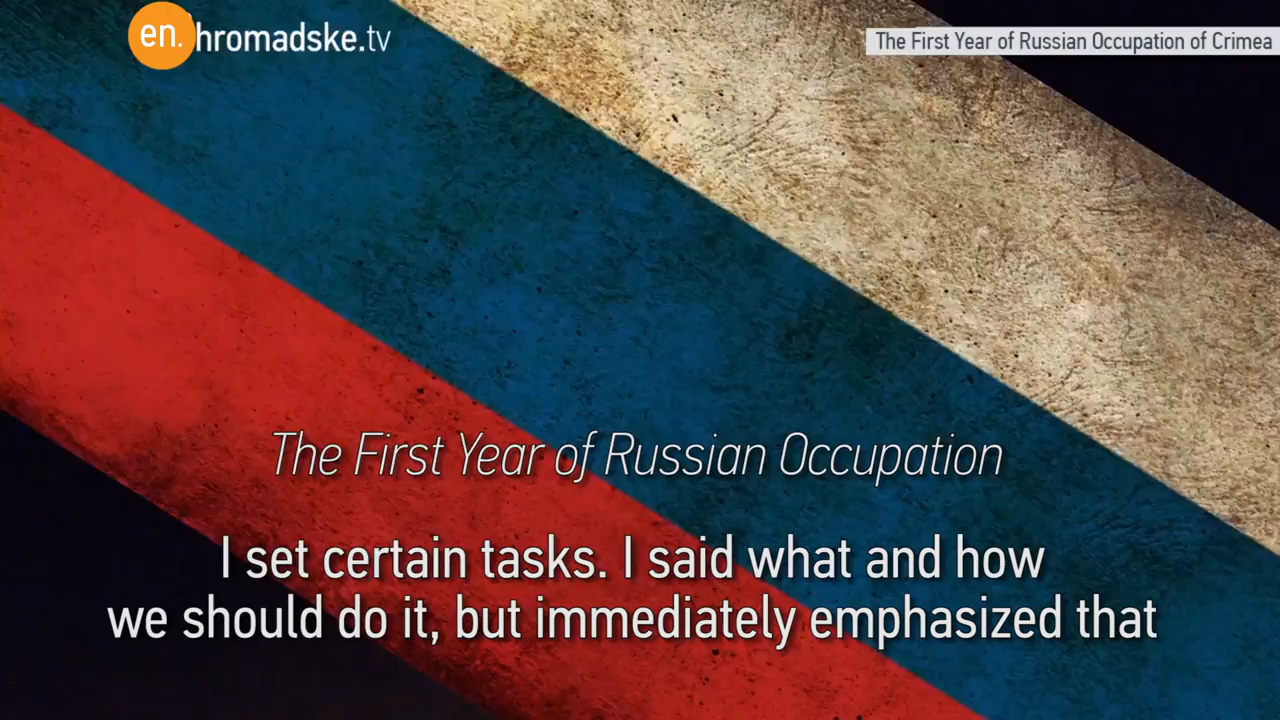 en.hromadske.tv
The First Year of Russian Occupation of Crimea
The First Year of Russian Occupation
I set certain tasks. I said what and how
we should do it, but immediately emphasized that